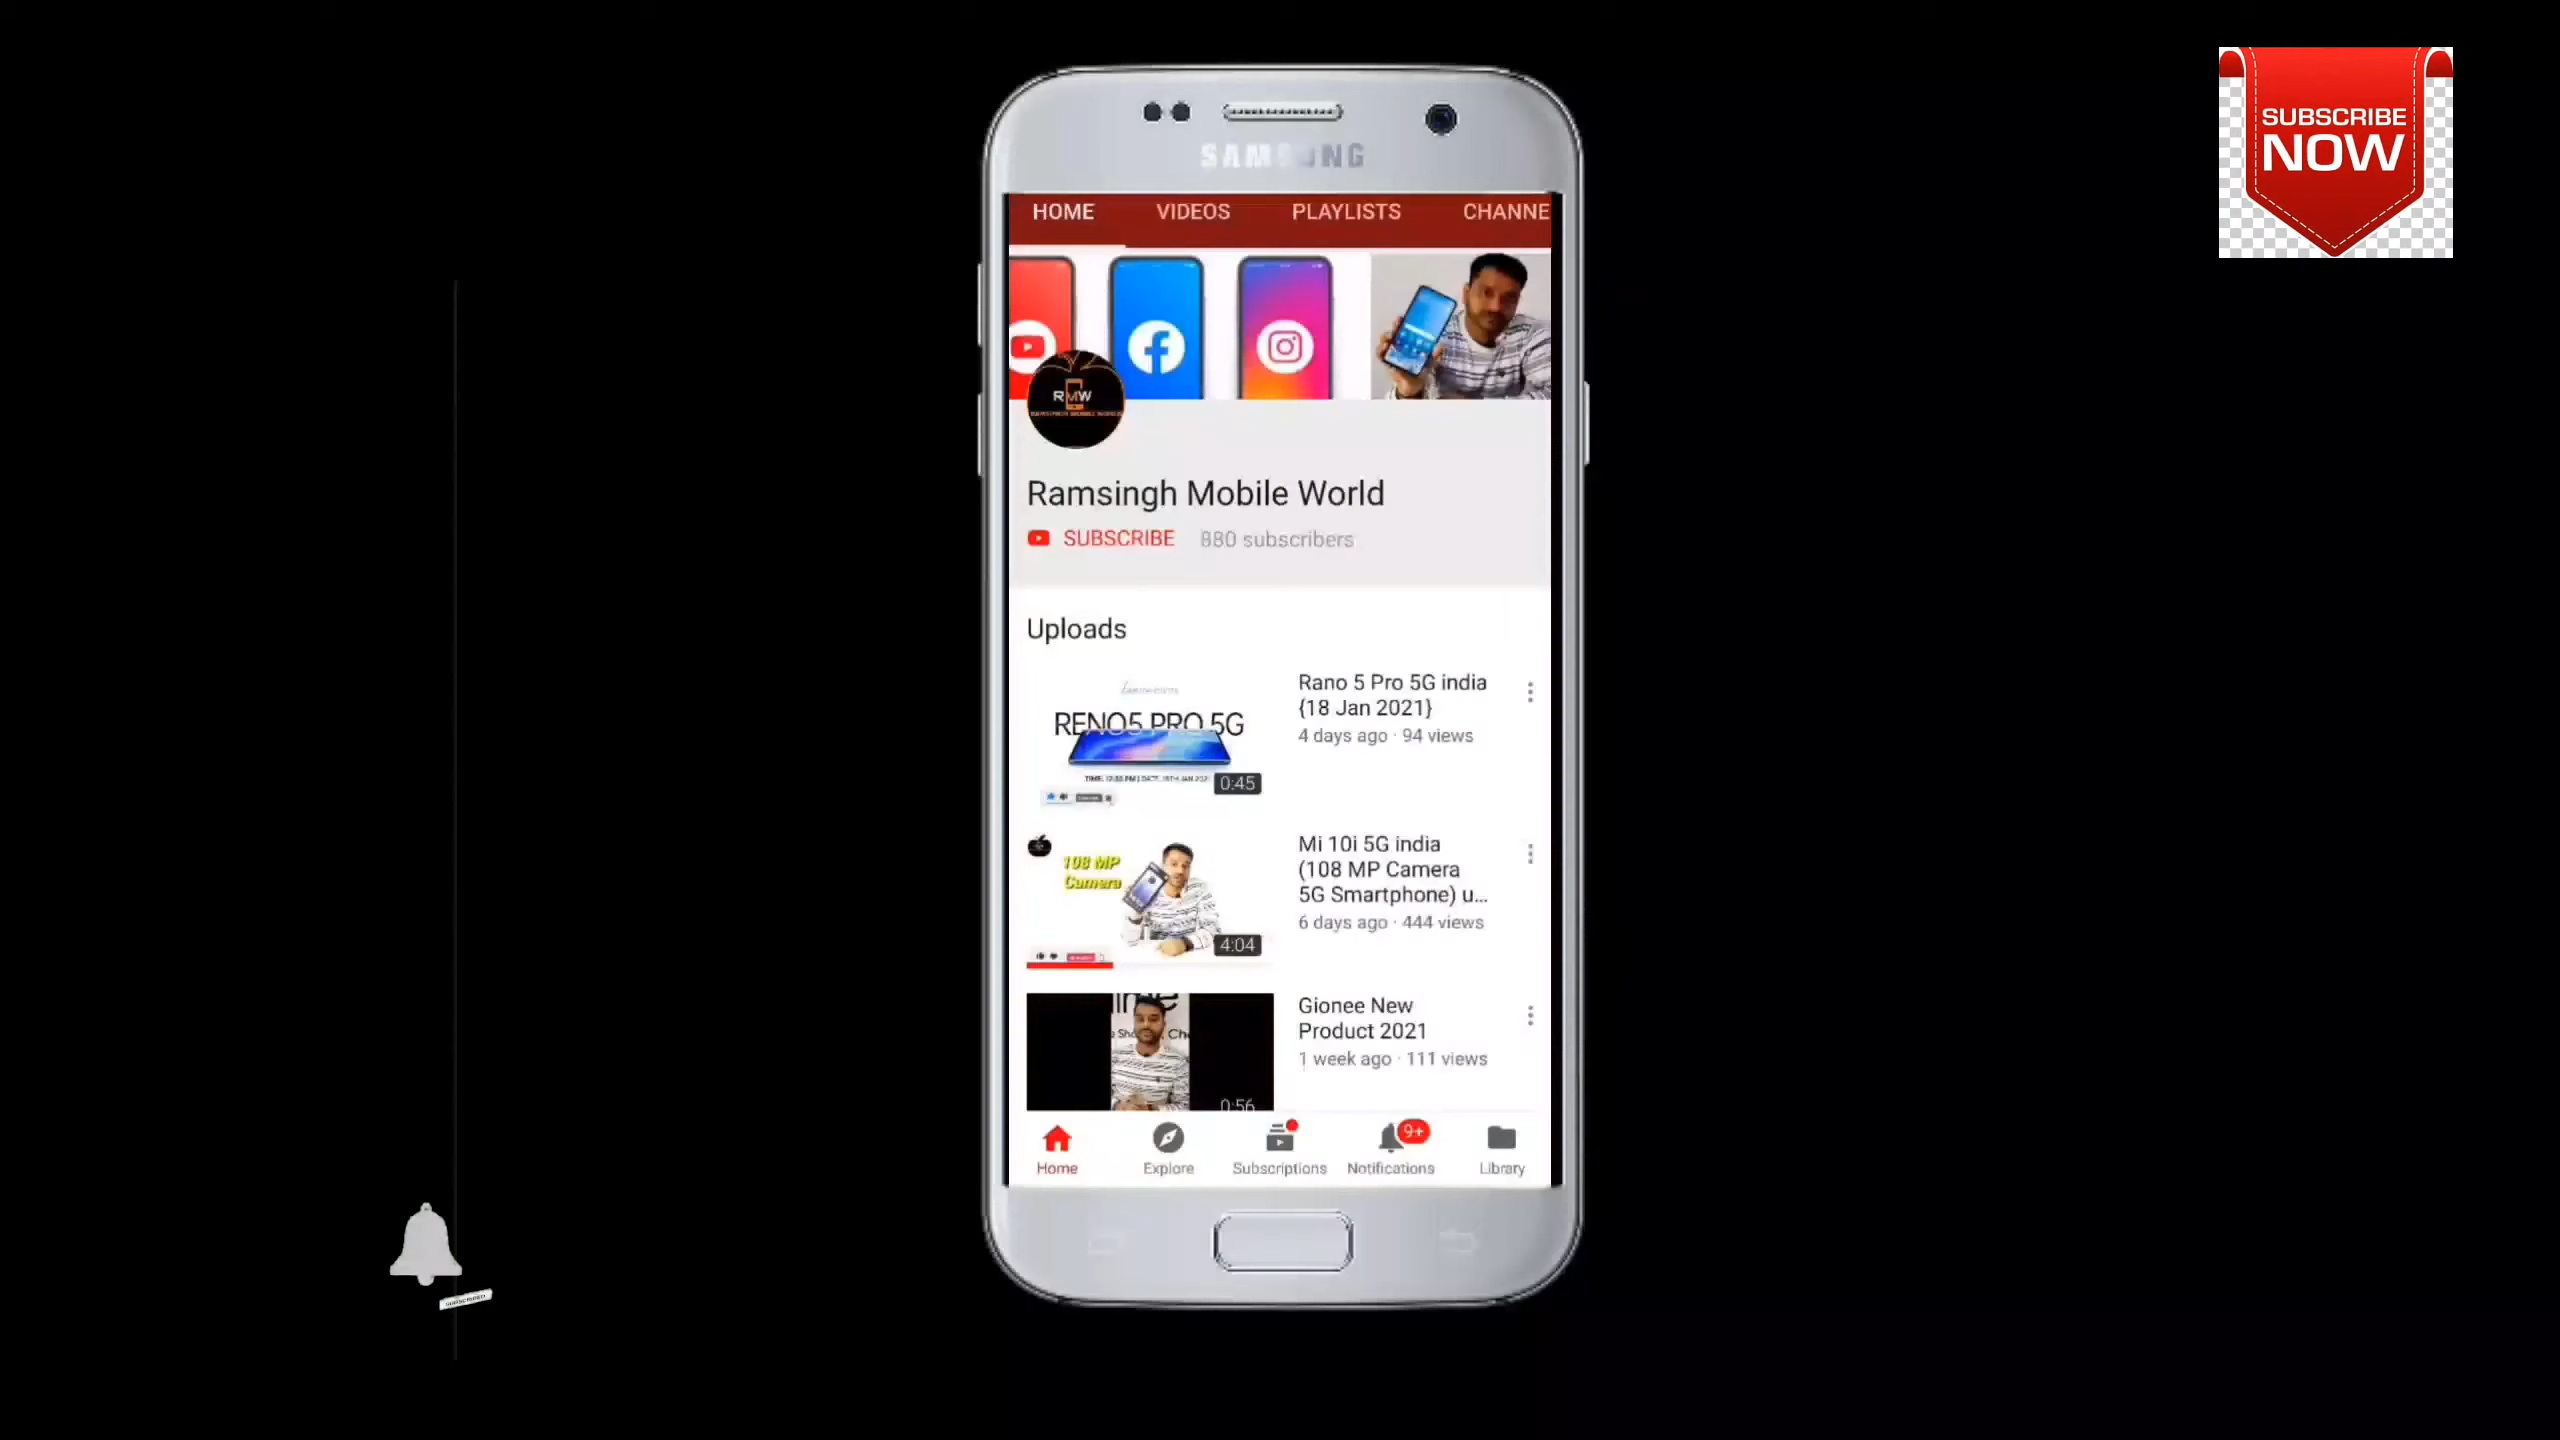 SUBSCRIBE
NOW
SAMSUNG
HOME VIDEOS PLAYLISTS CHANNE
RMW
Ramsingh Mobile World
SUBSCRIBE 880 subscribers
Uploads
RENO5 PRO 5G
0:45
Rano 5 Pro 5G india
{18 Jan 2021}
4 days ago · 94 views
108 MP
Camera
4:04
Mi 10i 5G india
(108 MP Camera
5G Smartphone) u...
6 days ago · 444 views
0:56
Gionee New
Product 2021
1 week ago · 111 views
9+
Home Explore Subscriptions Notifications Library
SUBSCRIBED